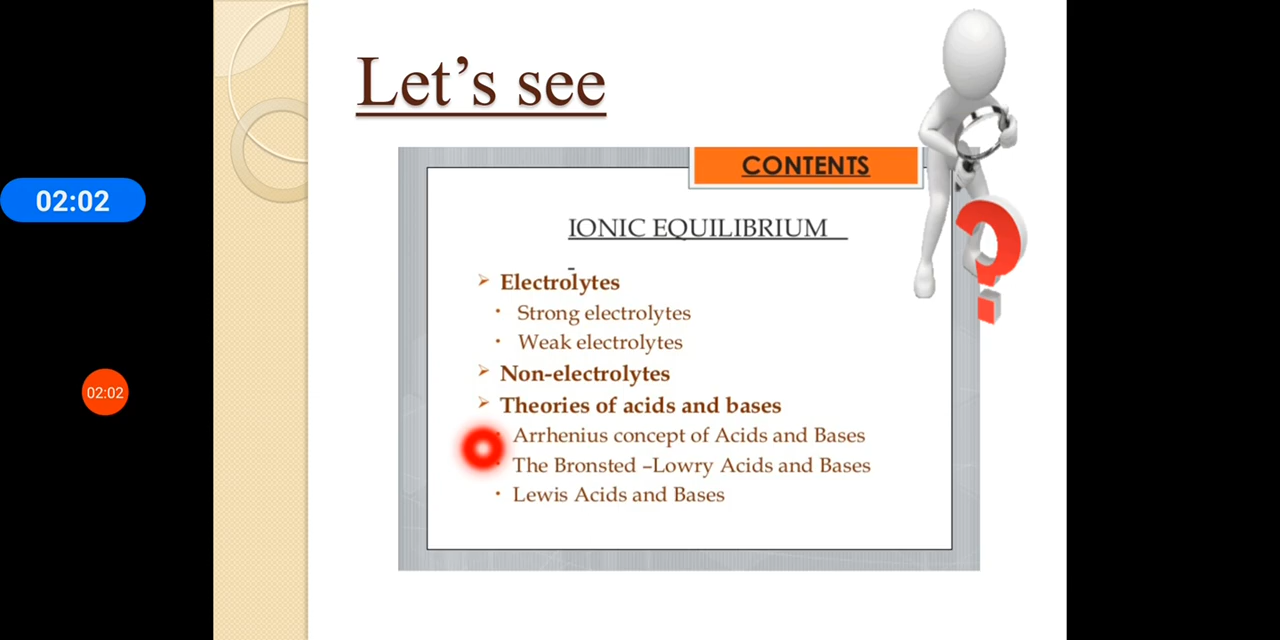 Let's see
CONTENTS
IONIC EQUILIBRIUM
02:02
➢ Electrolytes
• Strong electrolytes
• Weak electrolytes
➢ Non-electrolytes
02:02
➢ Theories of acids and bases
• Arrhenius concept of Acids and Bases
• The Bronsted –Lowry Acids and Bases
• Lewis Acids and Bases
?